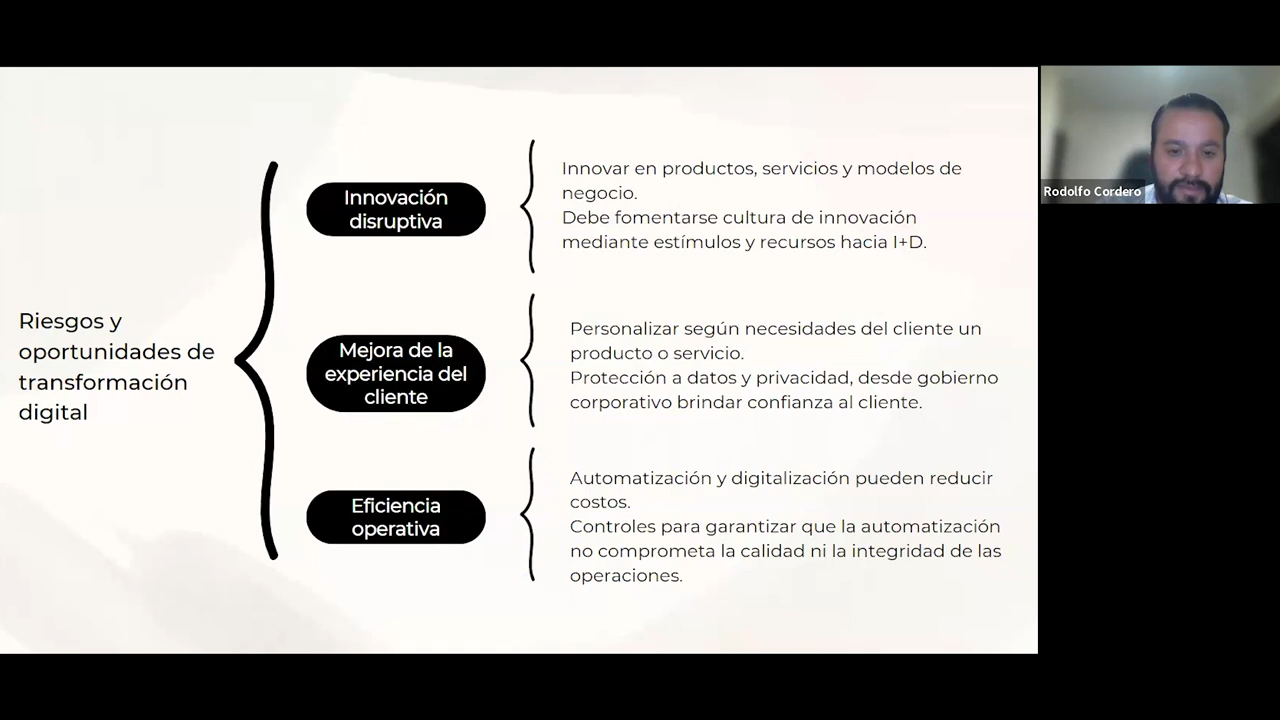 Riesgos y
oportunidades de
transformación
digital
Innovación
disruptiva
Innovar en productos, servicios y modelos de
negocio.
Debe fomentarse cultura de innovación
mediante estímulos y recursos hacia I+D.
Mejora de la
experiencia del
cliente
Personalizar según necesidades del cliente un
producto o servicio.
Protección a datos y privacidad, desde gobierno
corporativo brindar confianza al cliente.
Eficiencia
operativa
Automatización y digitalización pueden reducir
costos.
Controles para garantizar que la automatización
no comprometa la calidad ni la integridad de las
operaciones.
Rodolfo Cordero